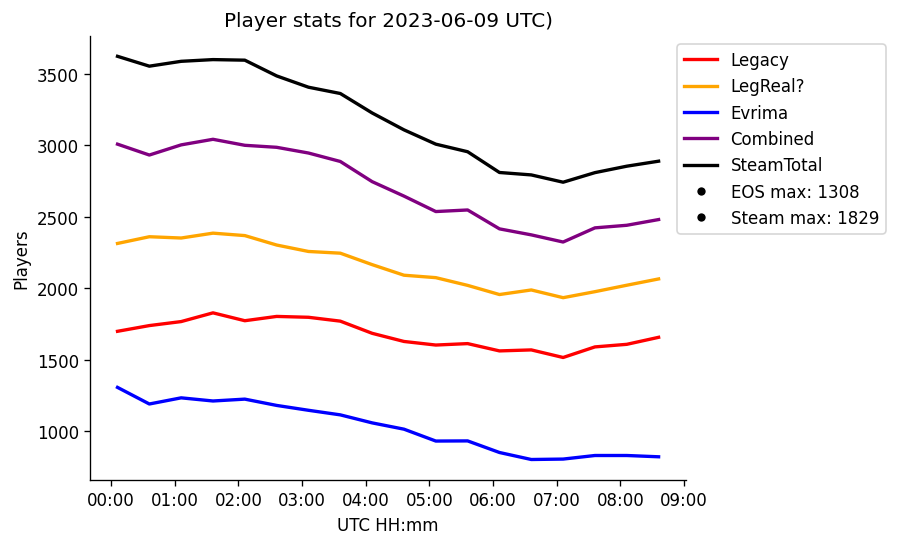 Player stats for 2023-06-09 UTC)
Legacy
LegReal?
Evrima
Combined
SteamTotal
EOS max: 1308
Steam max: 1829
Players
3500
3000
2500
2000
1500
1000
00:00 01:00 02:00 03:00 04:00 05:00 06:00 07:00 08:00 09:00
UTC HH:mm